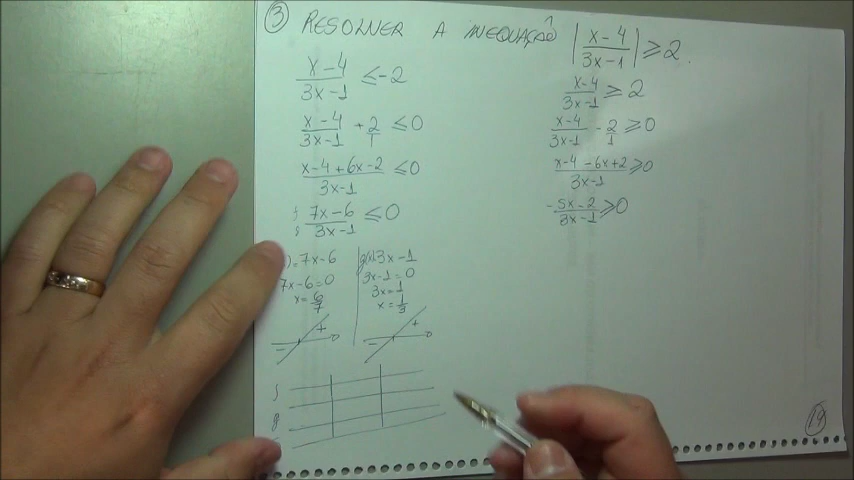 ③ RESOLVER A INEQUAÇÃO |x-4/3x-1| ≥ 2.
x-4/3x-1 ≤ -2
x-4/3x-1 + 2/1 ≤ 0
x-4+6x-2/3x-1 ≤ 0
f 7x-6/3x-1 ≤ 0
g
) = 7x-6
7x-6=0
x=6/7
- +
g(x)=3x-1
3x-1=0
3x=1
x=1/3
- +
f
g
x-4/3x-1 ≥ 2
x-4/3x-1 - 2/1 ≥ 0
x-4-6x+2/3x-1 ≥ 0
-5x-2/3x-1 ≥ 0